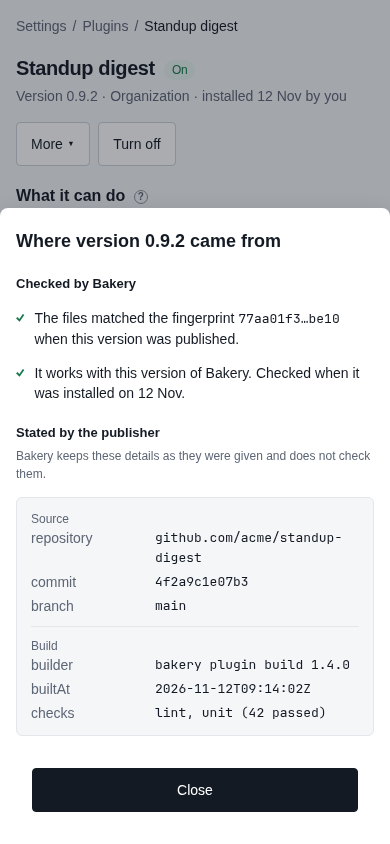 Settings / Plugins / Standup digest
Standup digest On
Version 0.9.2 · Organization · installed 12 Nov by you
More ▾ Turn off
What it can do ?
Where version 0.9.2 came from
Checked by Bakery
The files matched the fingerprint 77aa01f3…be10
when this version was published.
It works with this version of Bakery. Checked when it
was installed on 12 Nov.
Stated by the publisher
Bakery keeps these details as they were given and does not check
them.
Source
repository github.com/acme/standup-
digest
commit 4f2a9c1e07b3
branch main
Build
builder bakery plugin build 1.4.0
builtAt 2026-11-12T09:14:02Z
checks lint, unit (42 passed)
Close